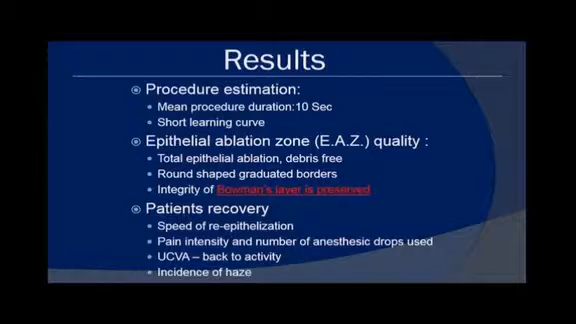 Results
Procedure estimation:
Mean procedure duration:10 Sec
Short learning curve
Epithelial ablation zone (E.A.Z.) quality :
Total epithelial ablation, debris free
Round shaped graduated borders
Integrity of Bowman's layer is preserved
Patients recovery
Speed of re-epithelization
Pain intensity and number of anesthesic drops used
UCVA – back to activity
Incidence of haze